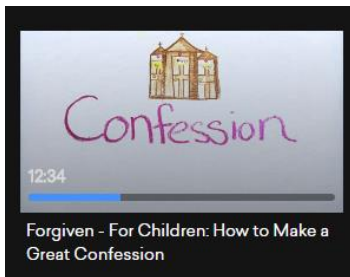 Confession
12:34
Forgiven - For Children: How to Make a
Great Confession